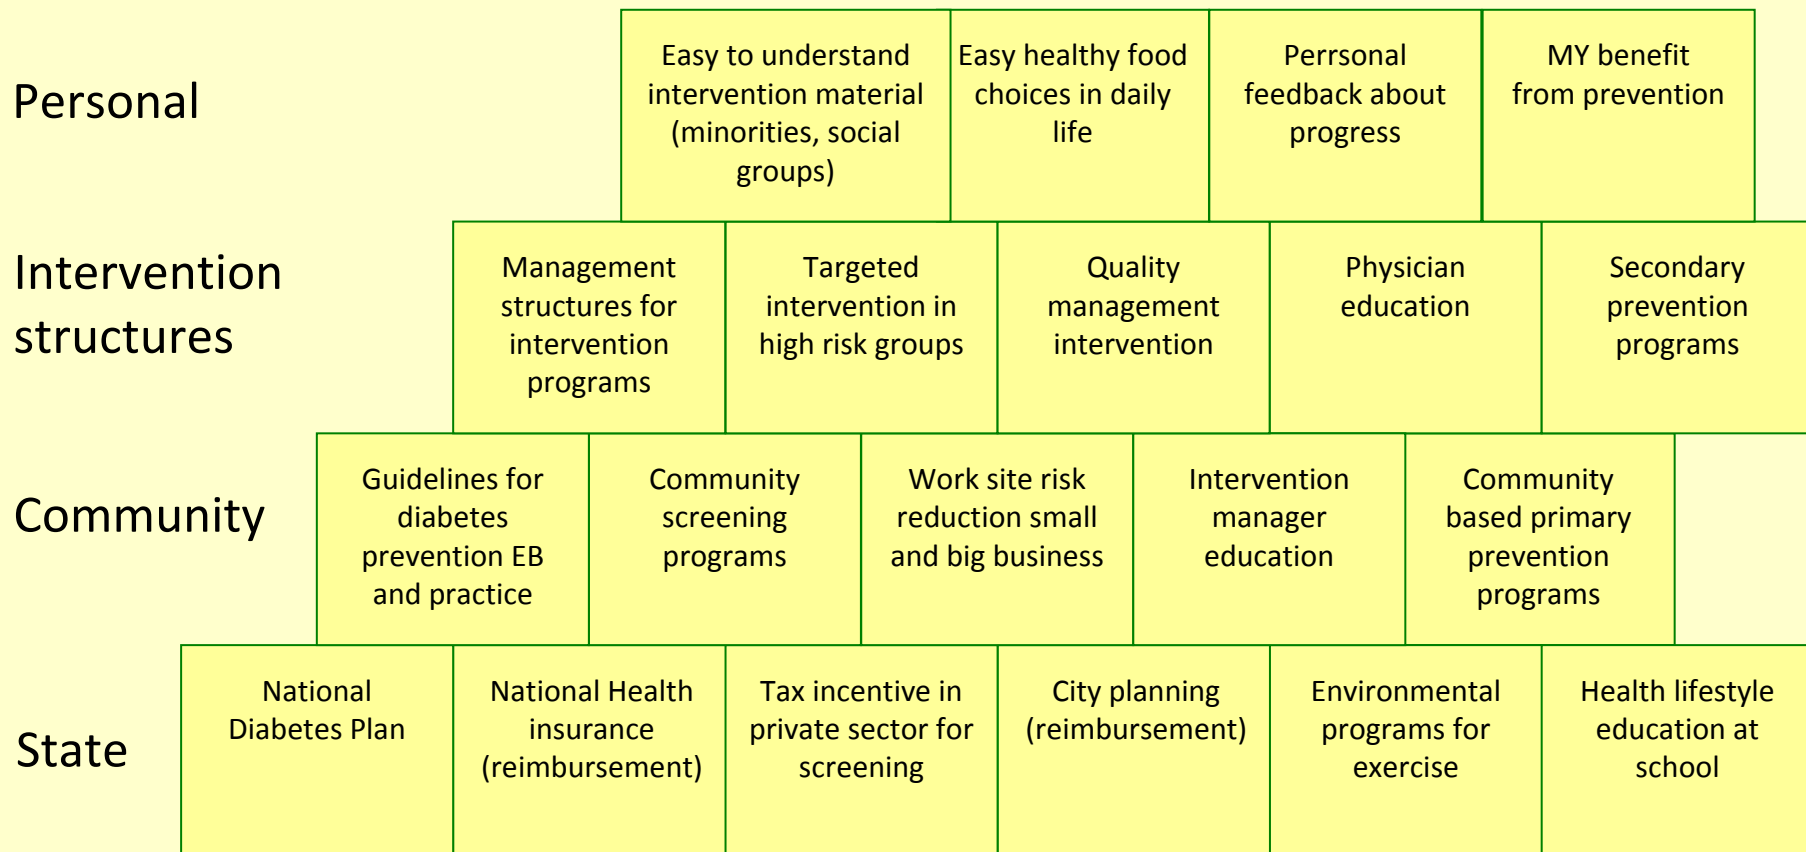 Personal
Easy to understand
intervention material
(minorities, social
groups)
Easy healthy food
choices in daily
life
Perrsonal
feedback about
progress
MY benefit
from prevention
Intervention
structures
Management
structures for
intervention
programs
Targeted
intervention in
high risk groups
Quality
management
intervention
Physician
education
Secondary
prevention
programs
Community
Guidelines for
diabetes
prevention EB
and practice
Community
screening
programs
Work site risk
reduction small
and big business
Intervention
manager
education
Community
based primary
prevention
programs
State
National
Diabetes Plan
National Health
insurance
(reimbursement)
Tax incentive in
private sector for
screening
City planning
(reimbursement)
Environmental
programs for
exercise
Health lifestyle
education at
school